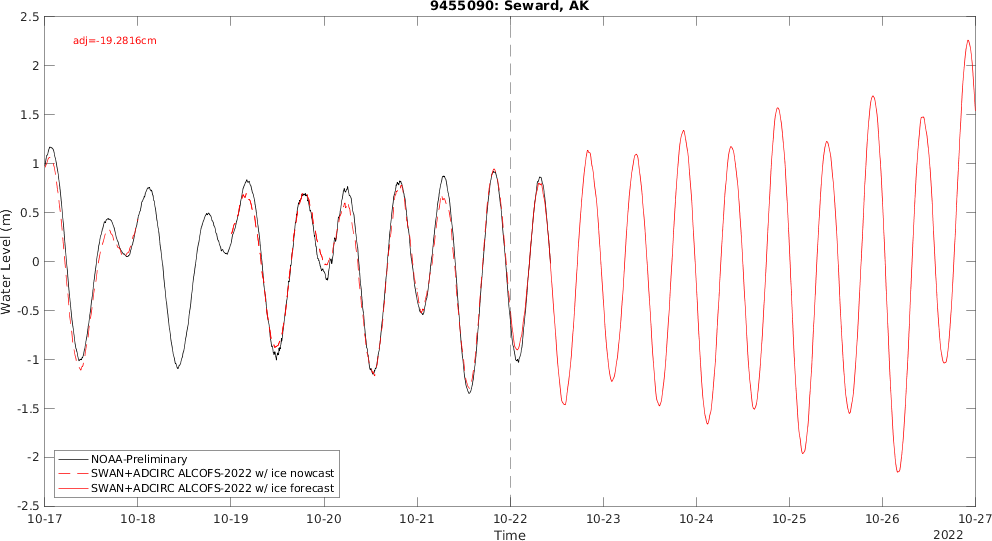 9455090: Seward, AK
adj=-19.2816cm
Water Level (m)
2.5
2
1.5
1
0.5
0
-0.5
-1
-1.5
-2
-2.5
NOAA-Preliminary
SWAN+ADCIRC ALCOFS-2022 w/ ice nowcast
SWAN+ADCIRC ALCOFS-2022 w/ ice forecast
10-17 10-18 10-19 10-20 10-21 10-22 10-23 10-24 10-25 10-26 10-27
Time
2022